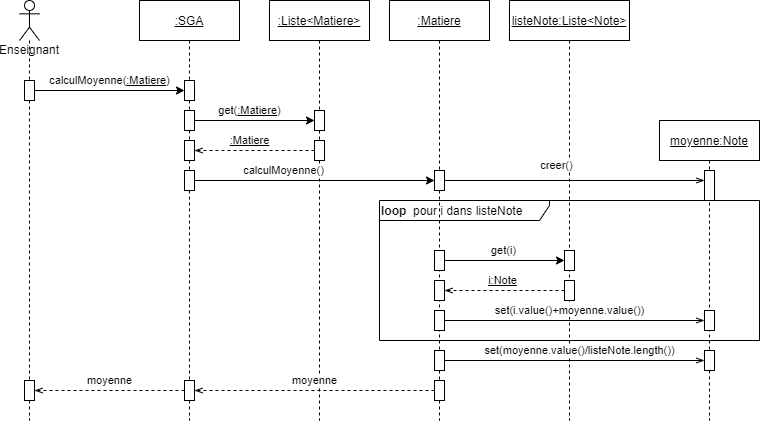 :SGA
:Liste<Matiere>
:Matiere
listeNote:Liste<Note>
Enseignant
calculMoyenne(:Matiere)
get(:Matiere)
:Matiere
moyenne:Note
calculMoyenne()
creer()
loop pour i dans listeNote
get(i)
i:Note
set(i.value()+moyenne.value())
set(moyenne.value()/listeNote.length())
moyenne
moyenne